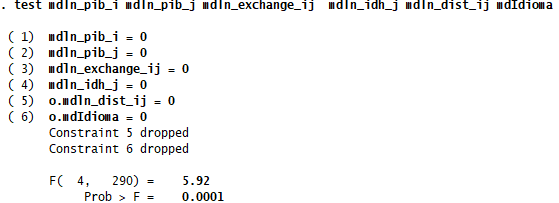 . test mdln_pib_i mdln_pib_j mdln_exchange_ij mdln_idh_j mdln_dist_ij mdIdioma
( 1) mdln_pib_i = 0
( 2) mdln_pib_j = 0
( 3) mdln_exchange_ij = 0
( 4) mdln_idh_j = 0
( 5) o.mdln_dist_ij = 0
( 6) o.mdIdioma = 0
Constraint 5 dropped
Constraint 6 dropped
F( 4, 290) = 5.92
Prob > F = 0.0001